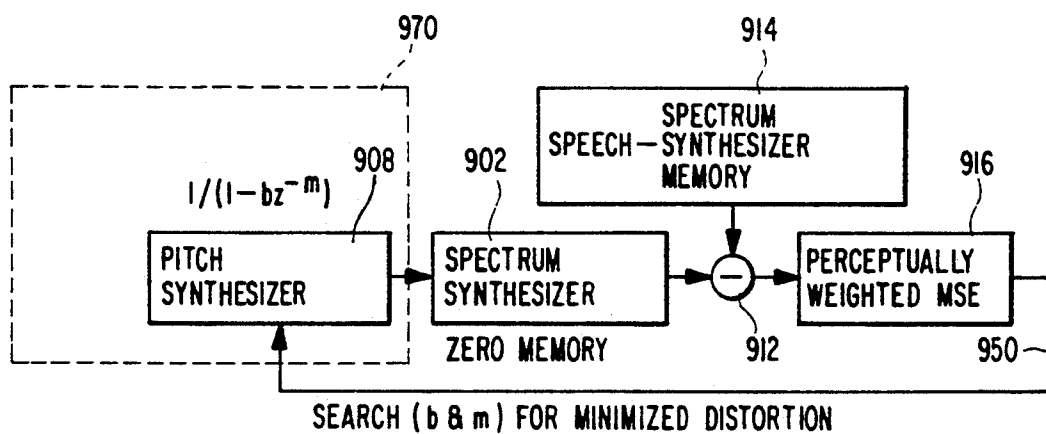 970
914
SPECTRUM
SPEECH—SYNTHESIZER
MEMORY
908
902
916
1/(1-bz⁻ᵐ)
PITCH
SYNTHESIZER
SPECTRUM
SYNTHESIZER
−
PERCEPTUALLY
WEIGHTED MSE
ZERO MEMORY
912
950
SEARCH (b & m) FOR MINIMIZED DISTORTION